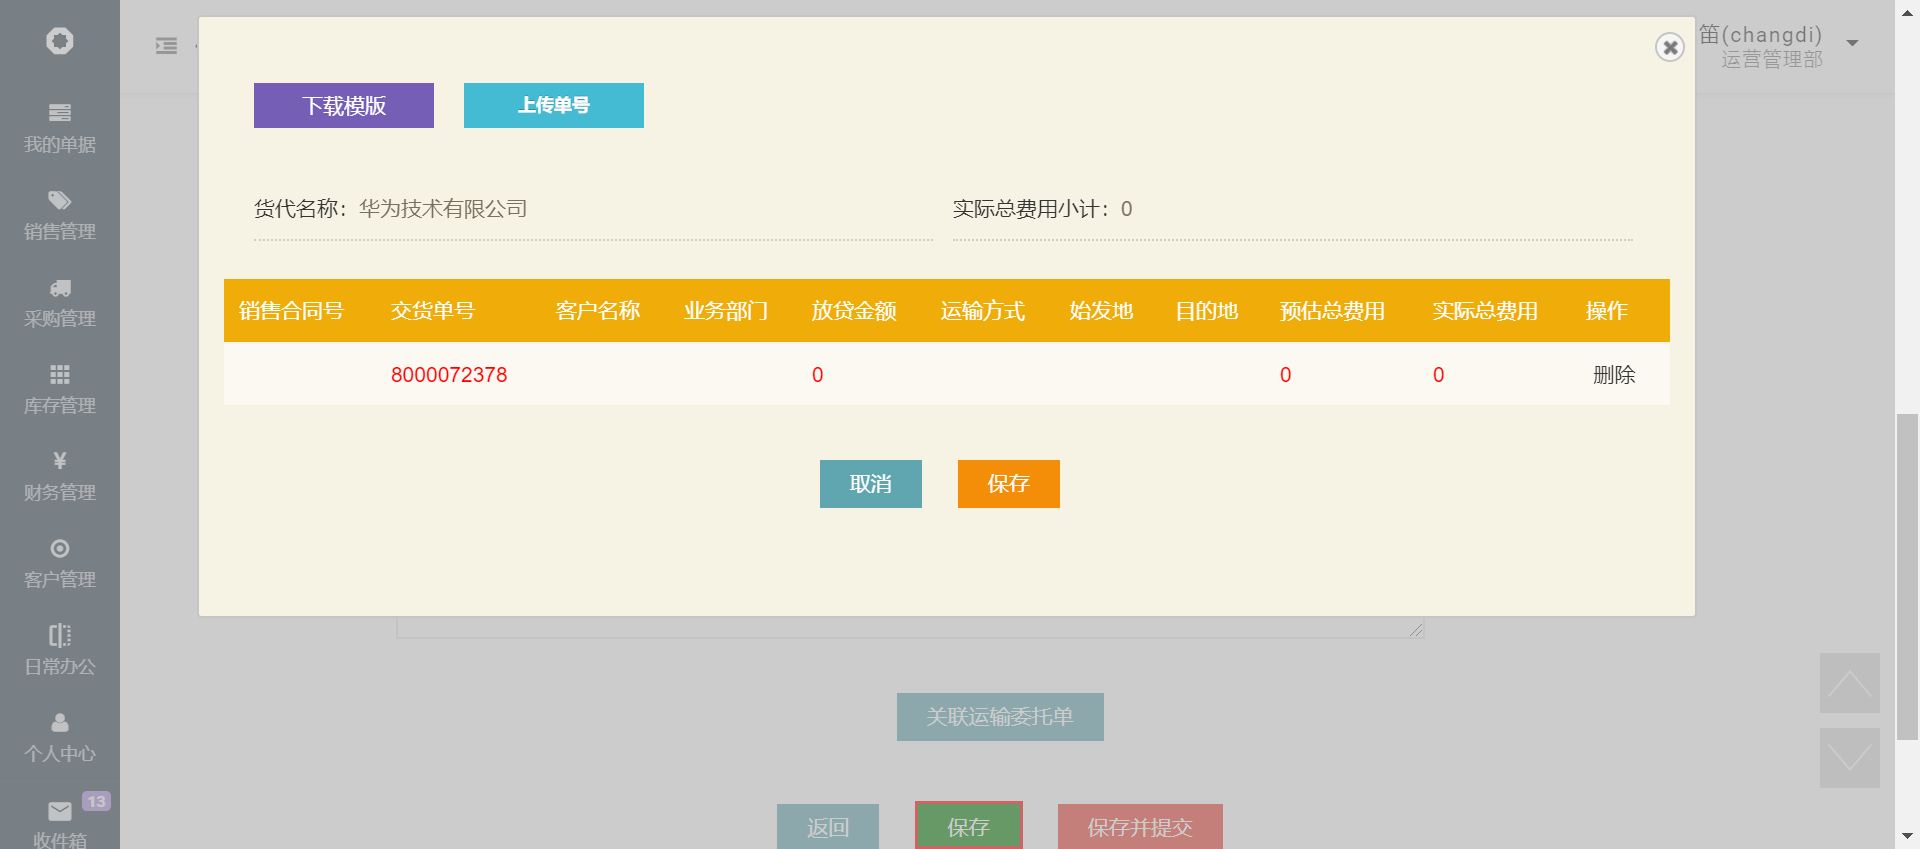 我的单据
销售管理
采购管理
库存管理
¥
财务管理
客户管理
日常办公
个人中心
13
收件箱
笛(changdi)
运营管理部
下载模版 上传单号
货代名称：华为技术有限公司 实际总费用小计：0
销售合同号 交货单号 客户名称 业务部门 放贷金额 运输方式 始发地 目的地 预估总费用 实际总费用 操作
8000072378 0 0 0 删除
取消 保存
关联运输委托单
返回 保存 保存并提交